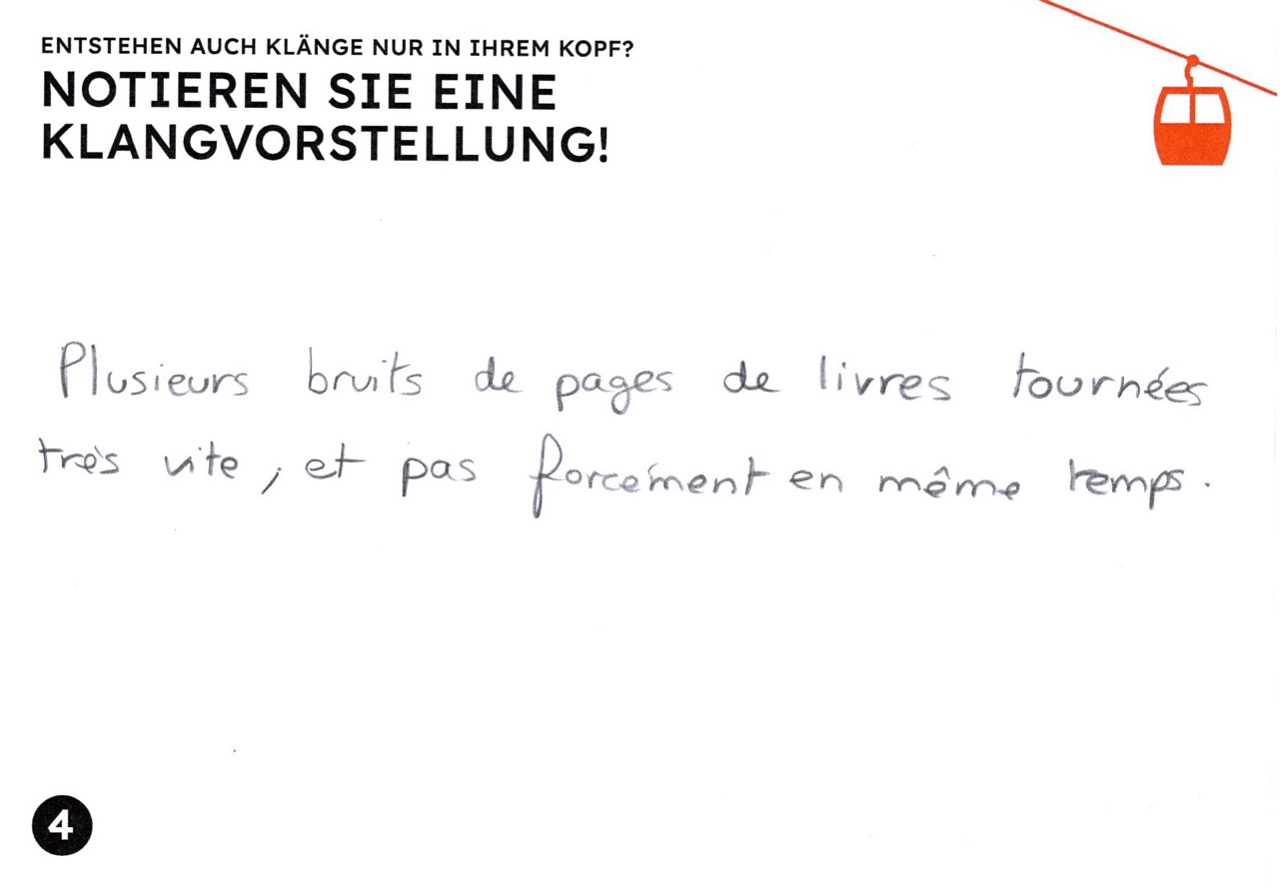 ENTSTEHEN AUCH KLÄNGE NUR IN IHREM KOPF?
NOTIEREN SIE EINE
KLANGVORSTELLUNG!
Plusieurs bruits de pages de livres tournées
très vite, et pas forcément en même temps.
4